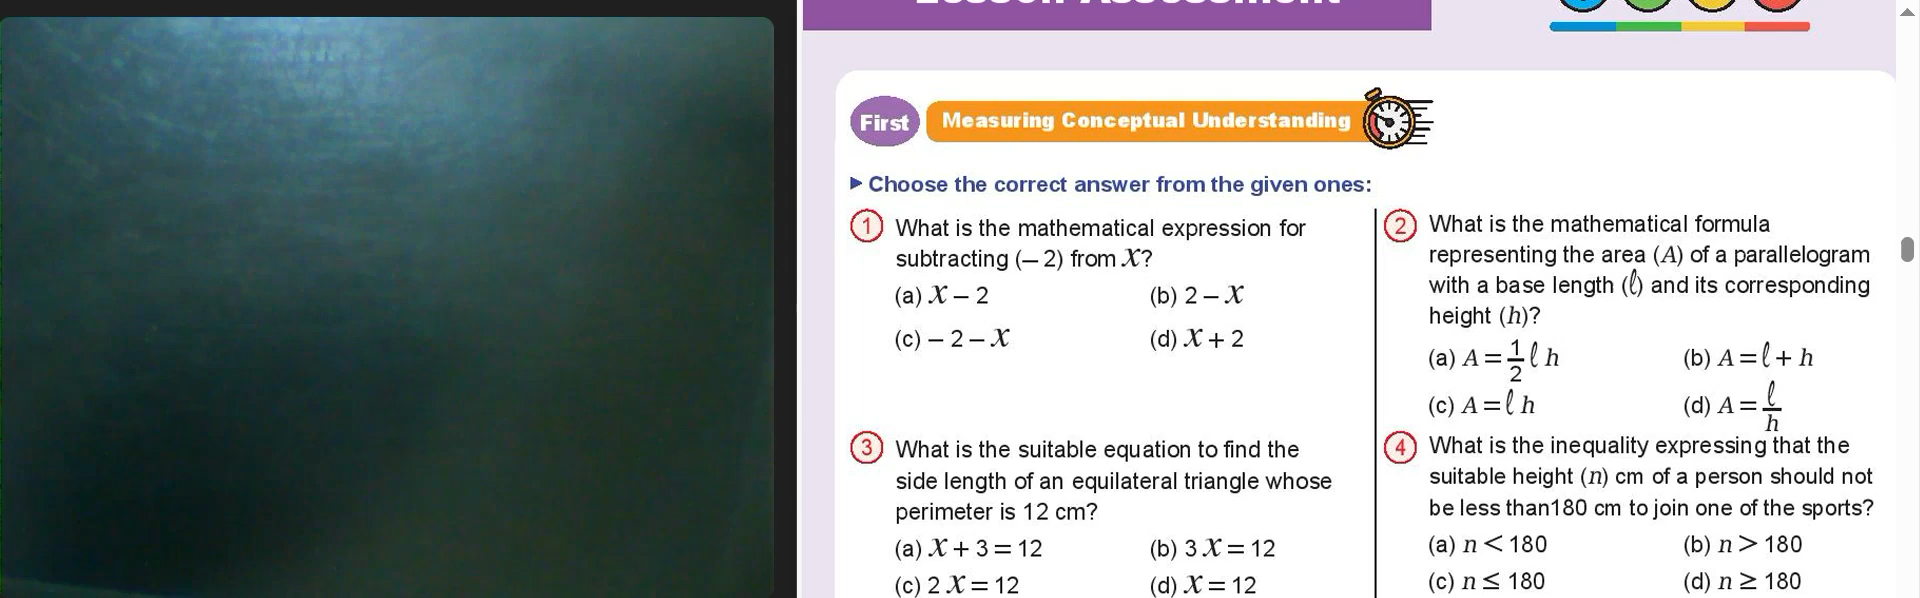 Lesson Assessment
First
Measuring Conceptual Understanding
Choose the correct answer from the given ones:
1 What is the mathematical expression for
subtracting (– 2) from X?
(a) X – 2 (b) 2 – X
(c) – 2 – X (d) X + 2
2 What is the mathematical formula
representing the area (A) of a parallelogram
with a base length (ℓ) and its corresponding
height (h)?
(a) A = 1/2 ℓ h (b) A = ℓ + h
(c) A = ℓ h (d) A = ℓ/h
3 What is the suitable equation to find the
side length of an equilateral triangle whose
perimeter is 12 cm?
(a) X + 3 = 12 (b) 3 X = 12
(c) 2 X = 12 (d) X = 12
4 What is the inequality expressing that the
suitable height (n) cm of a person should not
be less than180 cm to join one of the sports?
(a) n < 180 (b) n > 180
(c) n ≤ 180 (d) n ≥ 180